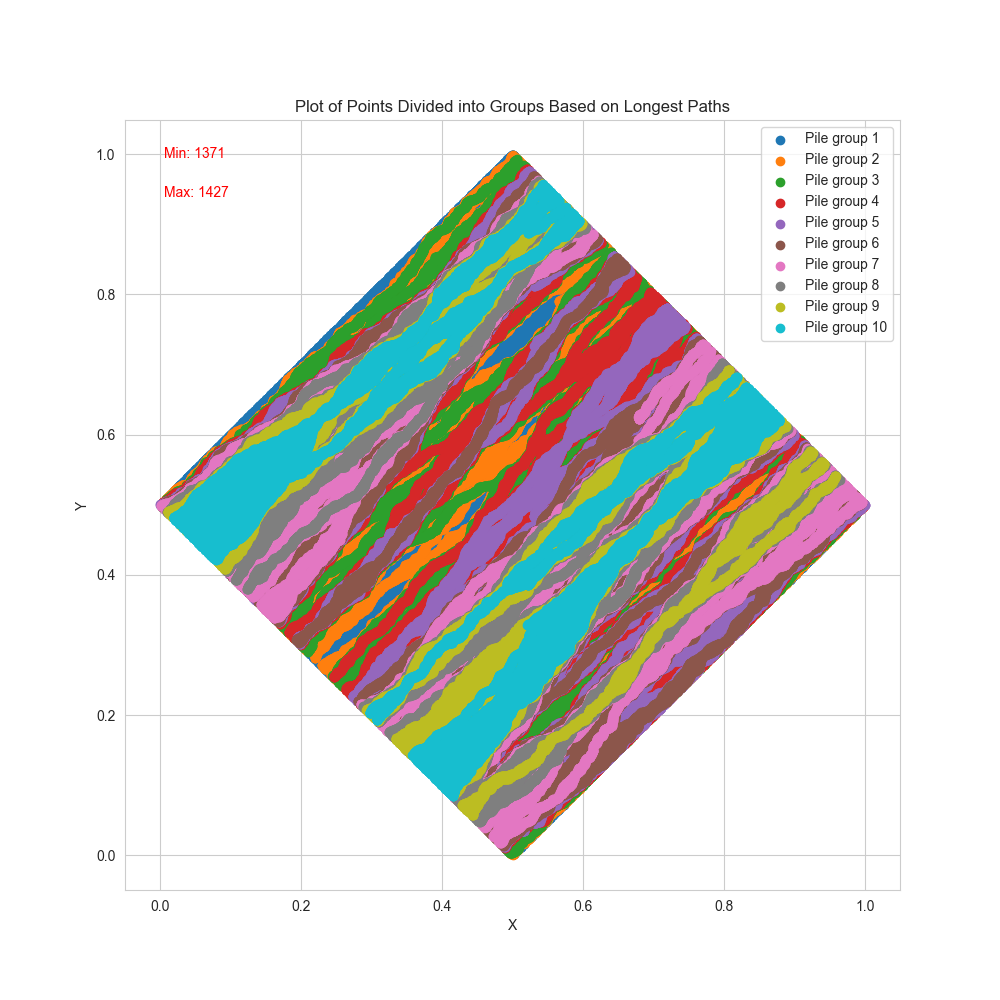 Plot of Points Divided into Groups Based on Longest Paths
Min: 1371
Max: 1427
Pile group 1
Pile group 2
Pile group 3
Pile group 4
Pile group 5
Pile group 6
Pile group 7
Pile group 8
Pile group 9
Pile group 10
1.0
0.8
0.6
0.4
0.2
0.0
Y
0.0 0.2 0.4 0.6 0.8 1.0
X